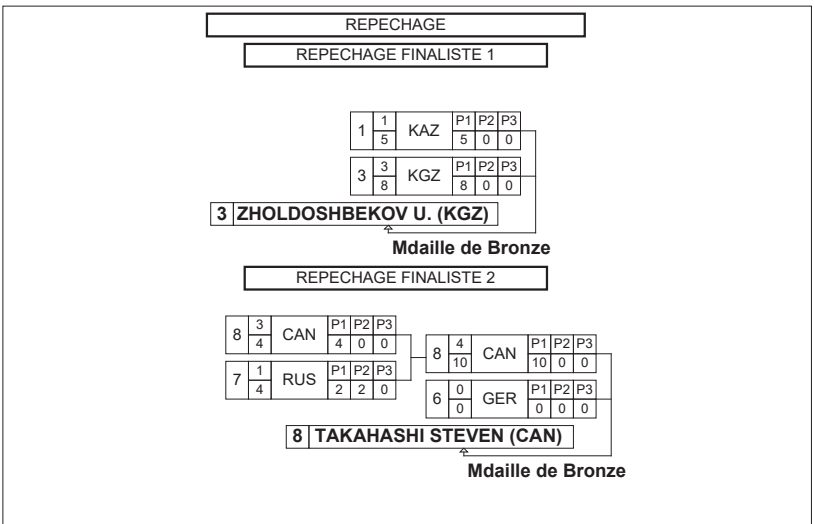 REPECHAGE
REPECHAGE FINALISTE 1
1 1 KAZ P1 P2 P3
5 5 0 0
3 3 KGZ P1 P2 P3
8 8 0 0
3 ZHOLDOSHBEKOV U. (KGZ)
Mdaille de Bronze
REPECHAGE FINALISTE 2
8 3 CAN P1 P2 P3
4 4 0 0
7 1 RUS P1 P2 P3
4 2 2 0
8 4 CAN P1 P2 P3
10 10 0 0
6 0 GER P1 P2 P3
0 0 0 0
8 TAKAHASHI STEVEN (CAN)
Mdaille de Bronze